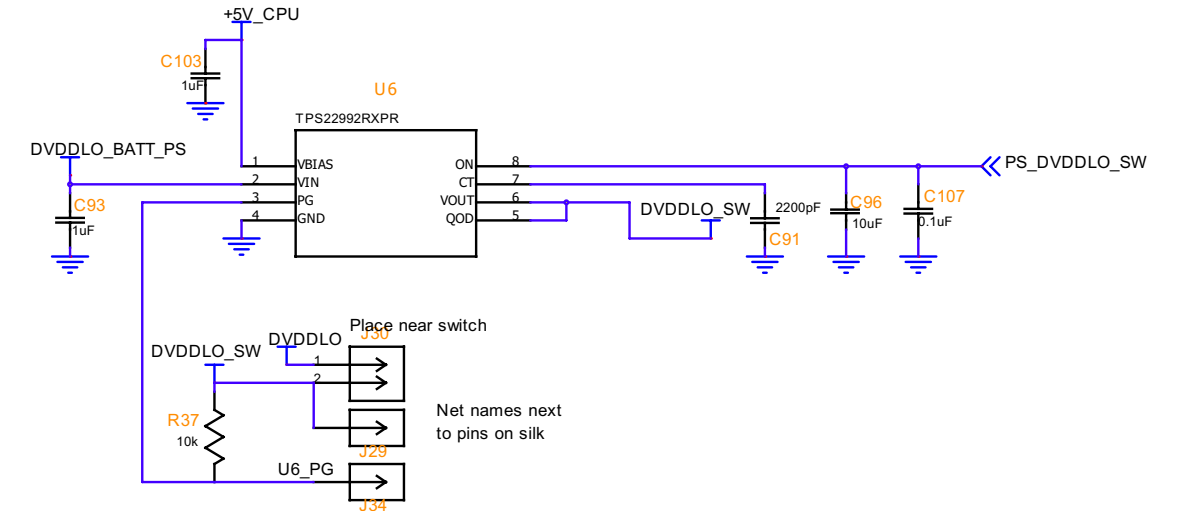 +5V_CPU
C103
1uF
U6
TPS22992RXPR
DVDDLO_BATT_PS
1 VBIAS ON 8
PS_DVDDLO_SW
2 VIN CT 7
3 PG VOUT 6
4 GND QOD 5
C93
1uF
DVDDLO_SW
2200pF
C91
C96
10uF
C107
0.1uF
Place near switch
J30
DVDDLO
1
DVDDLO_SW
2
R37
10k
Net names next
to pins on silk
J29
U6_PG
J34